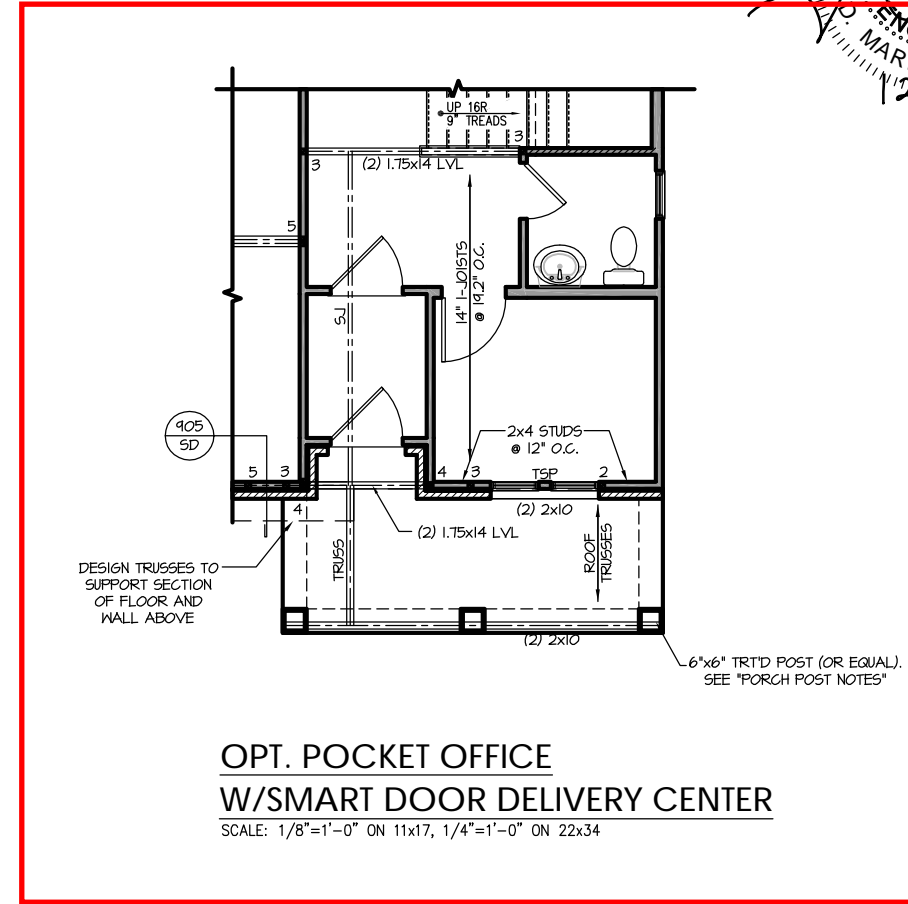 UP 16R
9" TREADS
3
3
(2) 1.75x14 LVL
5
14" I-JOISTS
@ 19.2" O.C.
SJ
905
SD
2x4 STUDS
@ 12" O.C.
5
3
4
3
TSP
2
(2) 2x10
4
(2) 1.75x14 LVL
TRUSS
ROOF
TRUSSES
DESIGN TRUSSES TO
SUPPORT SECTION
OF FLOOR AND
WALL ABOVE
(2) 2x10
6"x6" TRT'D POST (OR EQUAL).
SEE "PORCH POST NOTES"
OPT. POCKET OFFICE
W/SMART DOOR DELIVERY CENTER
SCALE: 1/8"=1'-0" ON 11x17, 1/4"=1'-0" ON 22x34